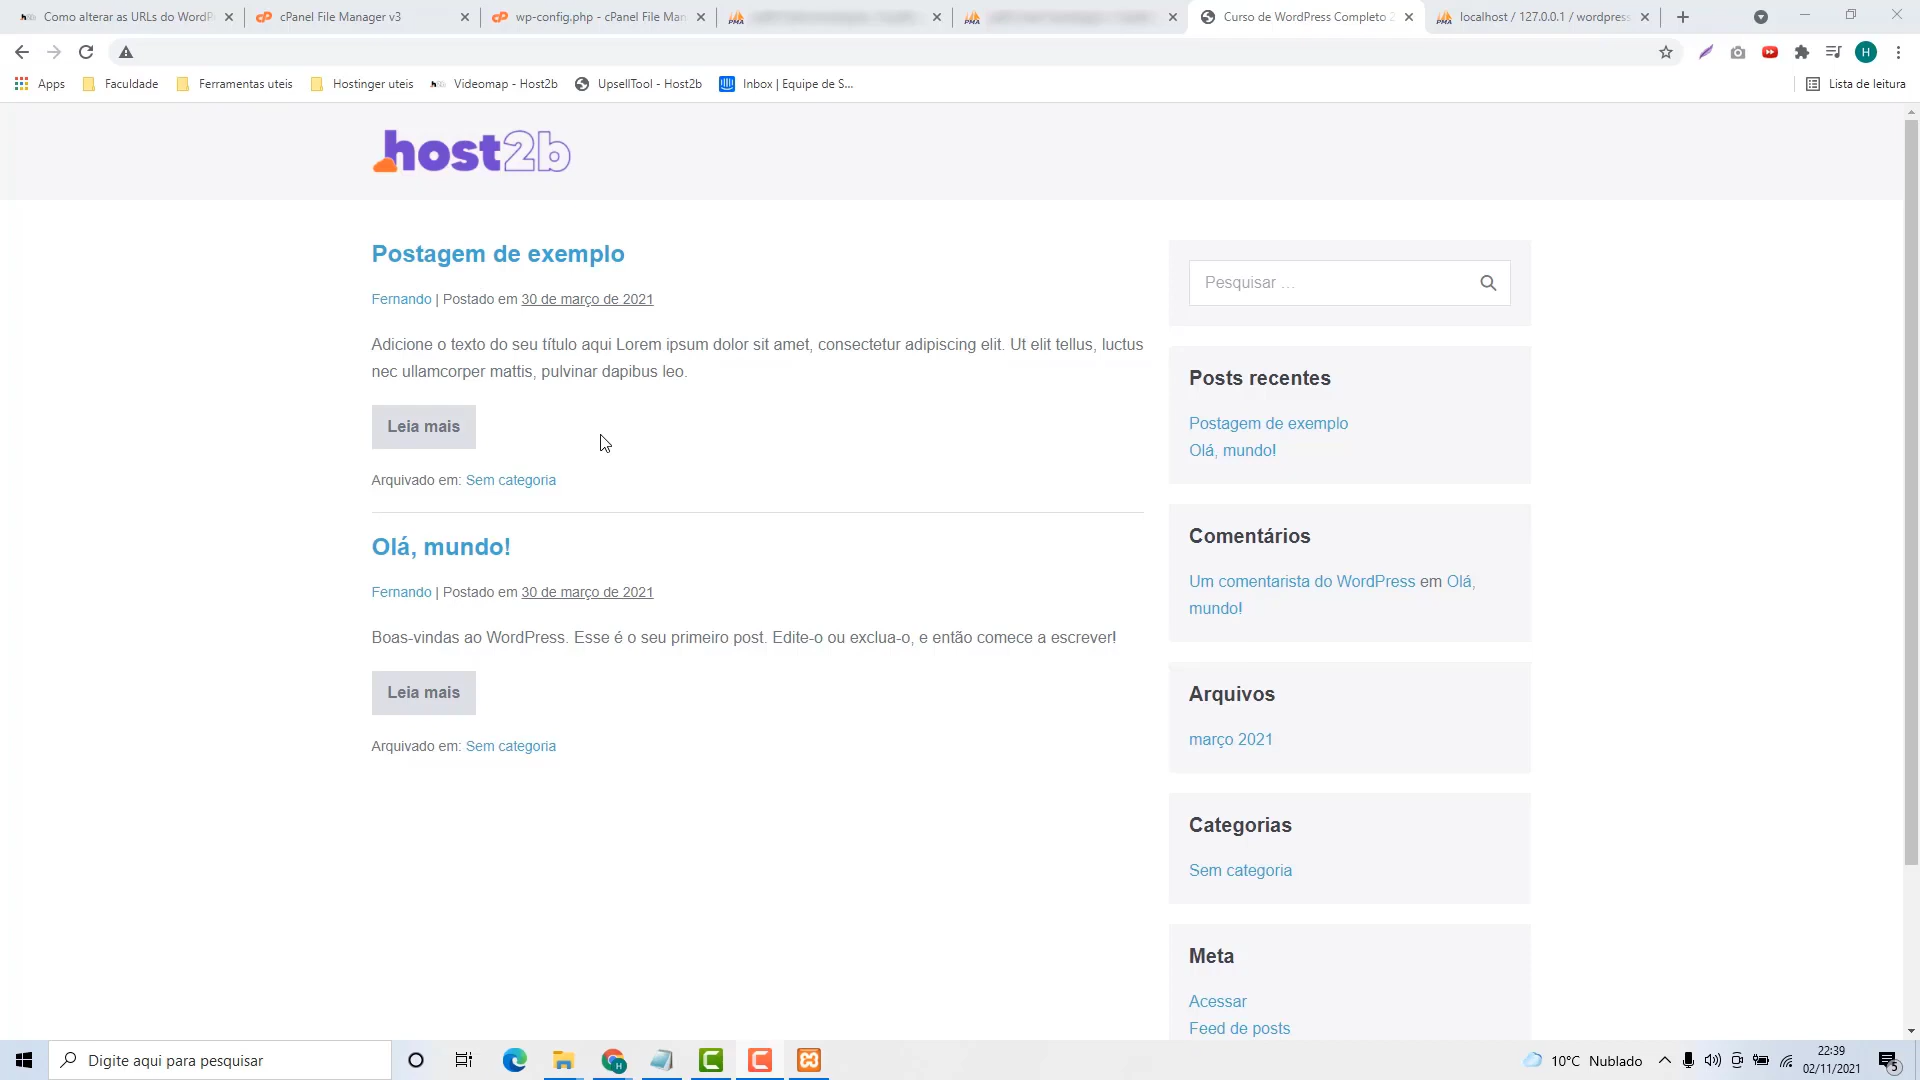 Como alterar as URLs do WordP
cPanel File Manager v3
wp-config.php - cPanel File Man
Curso de WordPress Completo 2
localhost / 127.0.0.1 / wordpress
H
Apps
Faculdade
Ferramentas uteis
Hostinger uteis
Videomap - Host2b
UpsellTool - Host2b
Inbox | Equipe de S...
Lista de leitura
host2b
Postagem de exemplo
Fernando | Postado em 30 de março de 2021
Adicione o texto do seu título aqui Lorem ipsum dolor sit amet, consectetur adipiscing elit. Ut elit tellus, luctus
nec ullamcorper mattis, pulvinar dapibus leo.
Leia mais
Arquivado em: Sem categoria
Olá, mundo!
Fernando | Postado em 30 de março de 2021
Boas-vindas ao WordPress. Esse é o seu primeiro post. Edite-o ou exclua-o, e então comece a escrever!
Leia mais
Arquivado em: Sem categoria
Pesquisar …
Posts recentes
Postagem de exemplo
Olá, mundo!
Comentários
Um comentarista do WordPress em Olá,
mundo!
Arquivos
março 2021
Categorias
Sem categoria
Meta
Acessar
Feed de posts
Digite aqui para pesquisar
10°C Nublado
22:39
02/11/2021
5